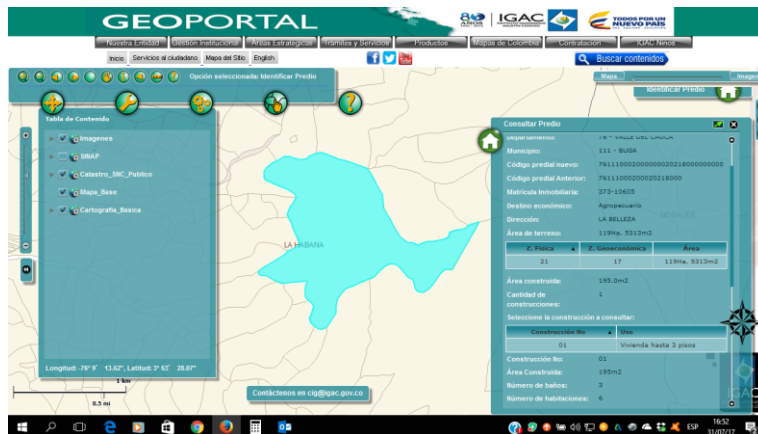 GEOPORTAL
80 AÑOS IGAC TODOS POR UN NUEVO PAÍS
Nuestra Entidad Gestión Institucional Áreas Estratégicas Trámites y Servicios Productos Mapas de Colombia Contratación IGAC Niños
Inicio Servicios al ciudadano Mapa del Sitio English Buscar contenidos
Opción seleccionada: Identificar Predio
Mapa Imagen
Identificar Predio
Tabla de Contenido
Imagenes
SINAP
Catastro_SNC_Publico
Mapa_Base
Cartografia_Basica
LA HABANA
NOGALES
Consultar Predio
Departamento: 76 - VALLE DEL CAUCA
Municipio: 111 - BUGA
Código predial nuevo: 761110002000000020218000000000
Código predial Anterior: 76111000200020218000
Matrícula Inmobiliaria: 373-10605
Destino económico: Agropecuario
Dirección: LA BELLEZA
Área de terreno: 119Ha, 5313m2
Z. Física Z. Geoeconómica Área
21 17 119Ha, 5313m2
Área construida: 195.0m2
Cantidad de construcciones: 1
Seleccione la construcción a consultar:
Construcción No Uso
01 Vivienda hasta 3 pisos
Construcción No: 01
Área Construida: 195m2
Número de baños: 3
Número de habitaciones: 6
Longitud: -76° 9' 13.62", Latitud: 3° 63' 28.07"
1 km
0.5 mi
Contáctenos en cig@igac.gov.co
IGAC
ESP
16:52
31/07/17